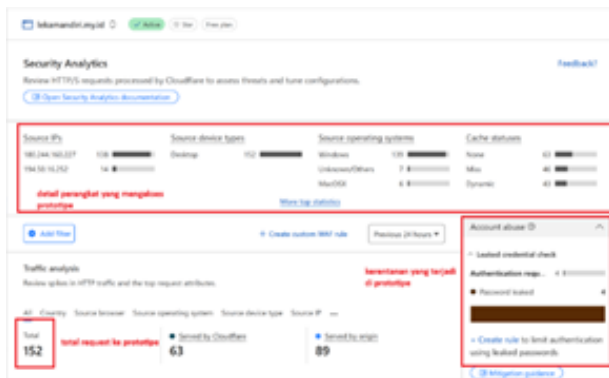 lekamandiri.my.id Active Star Free plan
Security Analytics Feedback?
Review HTTP/S requests processed by Cloudflare to assess threats and tune configurations.
Open Security Analytics documentation
Source IPs Source device types Source operating systems Cache statuses
138 Desktop 152 Windows 139 None 63
14 Unknown/Others 7 Miss 46
MacOSX 6 Dynamic 43
detail perangkat yang mengakses
prototipe
More top statistics
Add filter
+ Create custom WAF rule
Previous 24 hours
Account abuse
Leaked credential check
Authentication requ... 4
Password leaked 4
+ Create rule to limit authentication
using leaked passwords
Mitigation guidance
kerentanan yang terjadi
di prototipe
Traffic analysis
Review spikes in HTTP traffic and the top request attributes.
All Country Source browser Source operating system Source device type Source IP ...
Total Served by Cloudflare Served by origin
152 63 89
total request ke prototipe